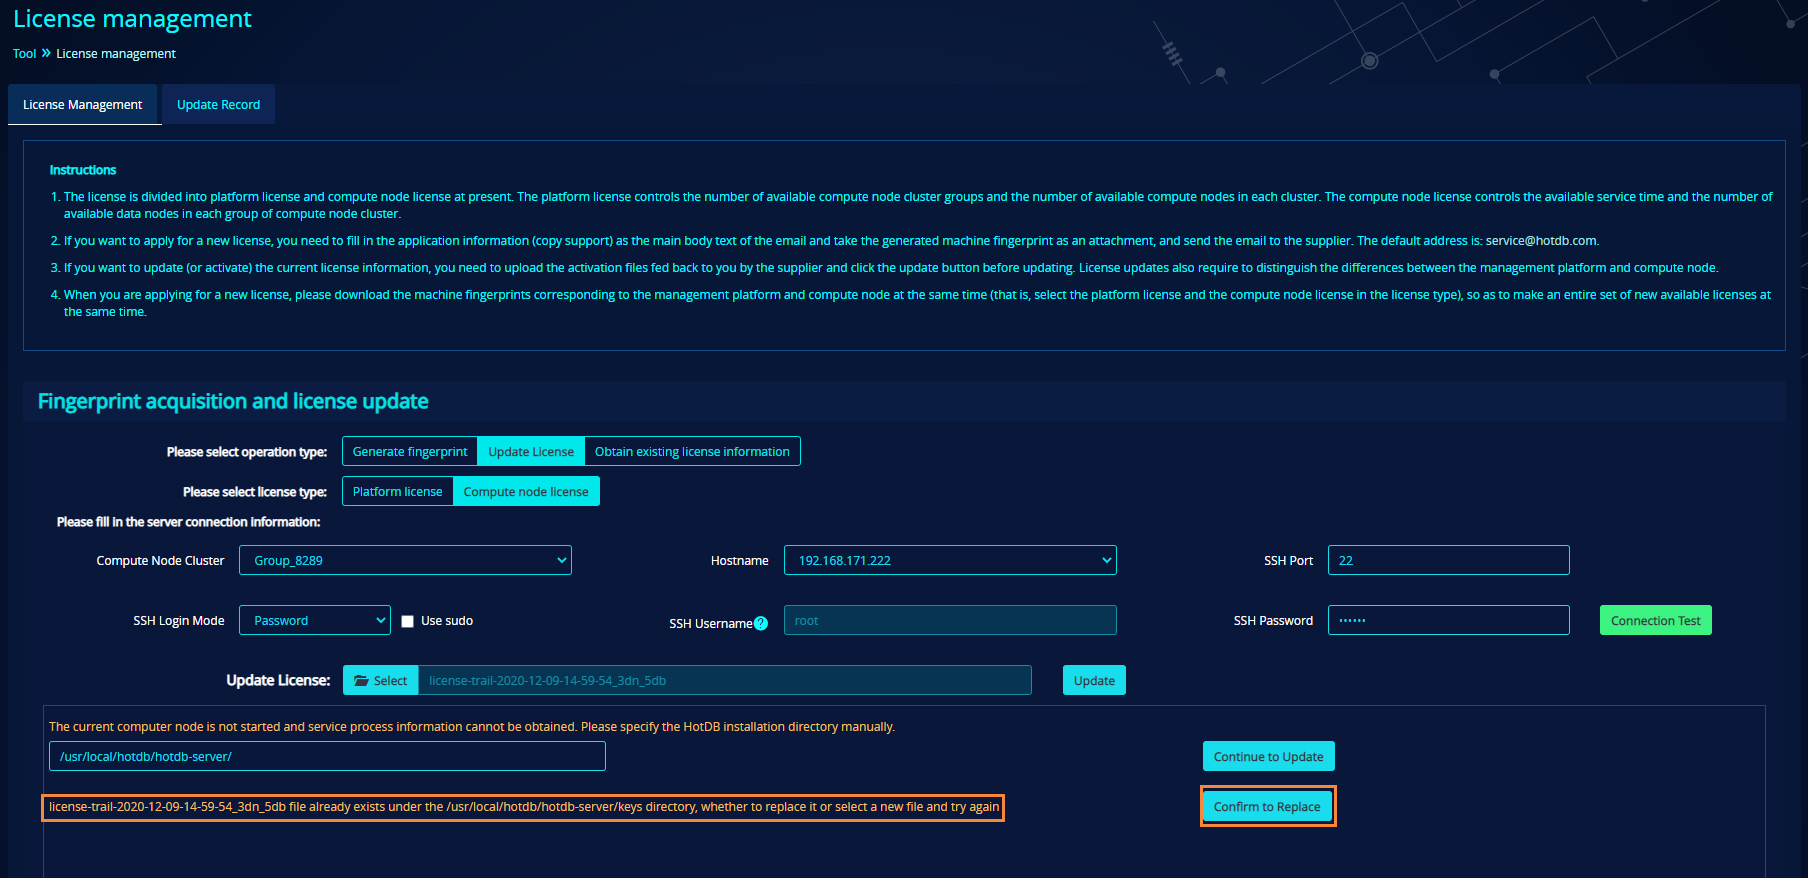 License management
Tool » License management
License Management
Update Record
Instructions
1. The license is divided into platform license and compute node license at present. The platform license controls the number of available compute node cluster groups and the number of available compute nodes in each cluster. The compute node license controls the available service time and the number of
available data nodes in each group of compute node cluster.
2. If you want to apply for a new license, you need to fill in the application information (copy support) as the main body text of the email and take the generated machine fingerprint as an attachment, and send the email to the supplier. The default address is: service@hotdb.com.
3. If you want to update (or activate) the current license information, you need to upload the activation files fed back to you by the supplier and click the update button before updating. License updates also require to distinguish the differences between the management platform and compute node.
4. When you are applying for a new license, please download the machine fingerprints corresponding to the management platform and compute node at the same time (that is, select the platform license and the compute node license in the license type), so as to make an entire set of new available licenses at
the same time.
Fingerprint acquisition and license update
Please select operation type: Generate fingerprint Update License Obtain existing license information
Please select license type: Platform license Compute node license
Please fill in the server connection information:
Compute Node Cluster Group_8289 Hostname 192.168.171.222 SSH Port 22
SSH Login Mode Password Use sudo SSH Username ? root SSH Password •••••• Connection Test
Update License: Select license-trail-2020-12-09-14-59-54_3dn_5db Update
The current computer node is not started and service process information cannot be obtained. Please specify the HotDB installation directory manually.
/usr/local/hotdb/hotdb-server/ Continue to Update
license-trail-2020-12-09-14-59-54_3dn_5db file already exists under the /usr/local/hotdb/hotdb-server/keys directory, whether to replace it or select a new file and try again Confirm to Replace